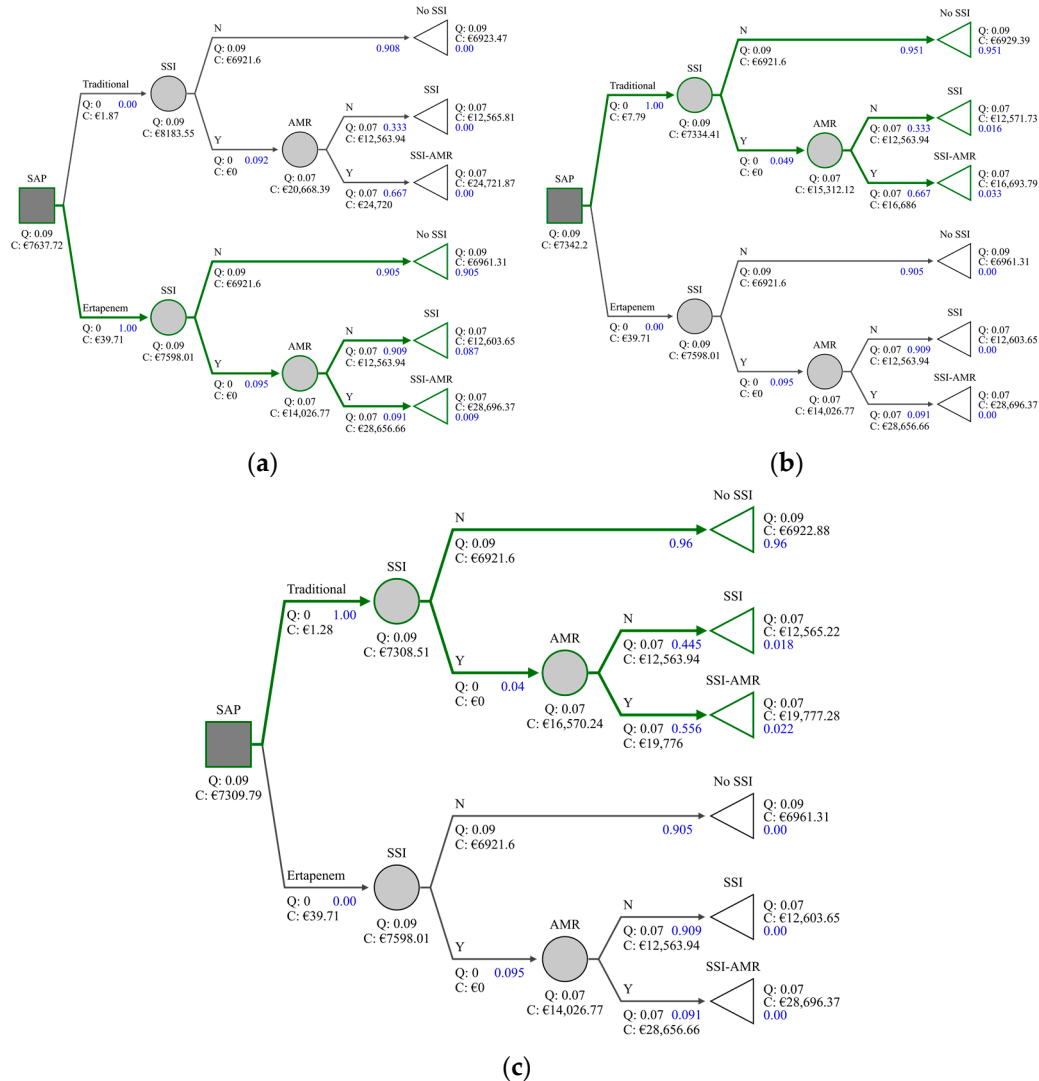 No SSI
N
Q: 0.09
C: €6923.47
0.00
Q: 0.09 0.908
C: €6921.6
Traditional
SSI
Q: 0 0.00
C: €1.87
Q: 0.09
C: €8183.55
SSI
N
Q: 0.07
C: €12,565.81
0.00
Y
AMR
Q: 0.07 0.333
C: €12,563.94
Q: 0 0.092
C: €0
SSI-AMR
Y
Q: 0.07
C: €24,721.87
0.00
Q: 0.07
C: €20,668.39
Q: 0.07 0.667
C: €24,720
SAP
Q: 0.09
C: €7637.72
No SSI
N
Q: 0.09
C: €6961.31
0.905
Q: 0.09 0.905
C: €6921.6
Ertapenem
SSI
Q: 0 1.00
C: €39.71
Q: 0.09
C: €7598.01
SSI
N
Q: 0.07
C: €12,603.65
0.087
Y
AMR
Q: 0.07 0.909
C: €12,563.94
Q: 0 0.095
C: €0
SSI-AMR
Y
Q: 0.07
C: €28,696.37
0.009
Q: 0.07
C: €14,026.77
Q: 0.07 0.091
C: €28,656.66
(a)
No SSI
N
Q: 0.09
C: €6929.39
0.951
Q: 0.09 0.951
C: €6921.6
Traditional
SSI
Q: 0 1.00
C: €7.79
Q: 0.09
C: €7334.41
SSI
N
Q: 0.07
C: €12,571.73
0.016
Y
AMR
Q: 0.07 0.333
C: €12,563.94
Q: 0 0.049
C: €0
SSI-AMR
Y
Q: 0.07
C: €16,693.79
0.033
Q: 0.07
C: €15,312.12
Q: 0.07 0.667
C: €16,686
SAP
Q: 0.09
C: €7342.2
No SSI
N
Q: 0.09
C: €6961.31
0.00
Q: 0.09 0.905
C: €6921.6
Ertapenem
SSI
Q: 0 0.00
C: €39.71
Q: 0.09
C: €7598.01
SSI
N
Q: 0.07
C: €12,603.65
0.00
Y
AMR
Q: 0.07 0.909
C: €12,563.94
Q: 0 0.095
C: €0
SSI-AMR
Y
Q: 0.07
C: €28,696.37
0.00
Q: 0.07
C: €14,026.77
Q: 0.07 0.091
C: €28,656.66
(b)
No SSI
N
Q: 0.09
C: €6922.88
0.96
Q: 0.09 0.96
C: €6921.6
Traditional
SSI
Q: 0 1.00
C: €1.28
Q: 0.09
C: €7308.51
SSI
N
Q: 0.07
C: €12,565.22
0.018
Y
AMR
Q: 0.07 0.445
C: €12,563.94
Q: 0 0.04
C: €0
SSI-AMR
Y
Q: 0.07
C: €19,777.28
0.022
Q: 0.07
C: €16,570.24
Q: 0.07 0.556
C: €19,776
SAP
Q: 0.09
C: €7309.79
No SSI
N
Q: 0.09
C: €6961.31
0.00
Q: 0.09 0.905
C: €6921.6
Ertapenem
SSI
Q: 0 0.00
C: €39.71
Q: 0.09
C: €7598.01
SSI
N
Q: 0.07
C: €12,603.65
0.00
Y
AMR
Q: 0.07 0.909
C: €12,563.94
Q: 0 0.095
C: €0
SSI-AMR
Y
Q: 0.07
C: €28,696.37
0.00
Q: 0.07
C: €14,026.77
Q: 0.07 0.091
C: €28,656.66
(c)